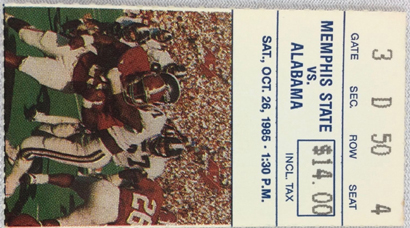 GATE SEC. ROW SEAT
3 D 50 4
MEMPHIS STATE
VS.
ALABAMA
$14.00
INCL. TAX
SAT., OCT. 26, 1985 - 1:30 P.M.
26